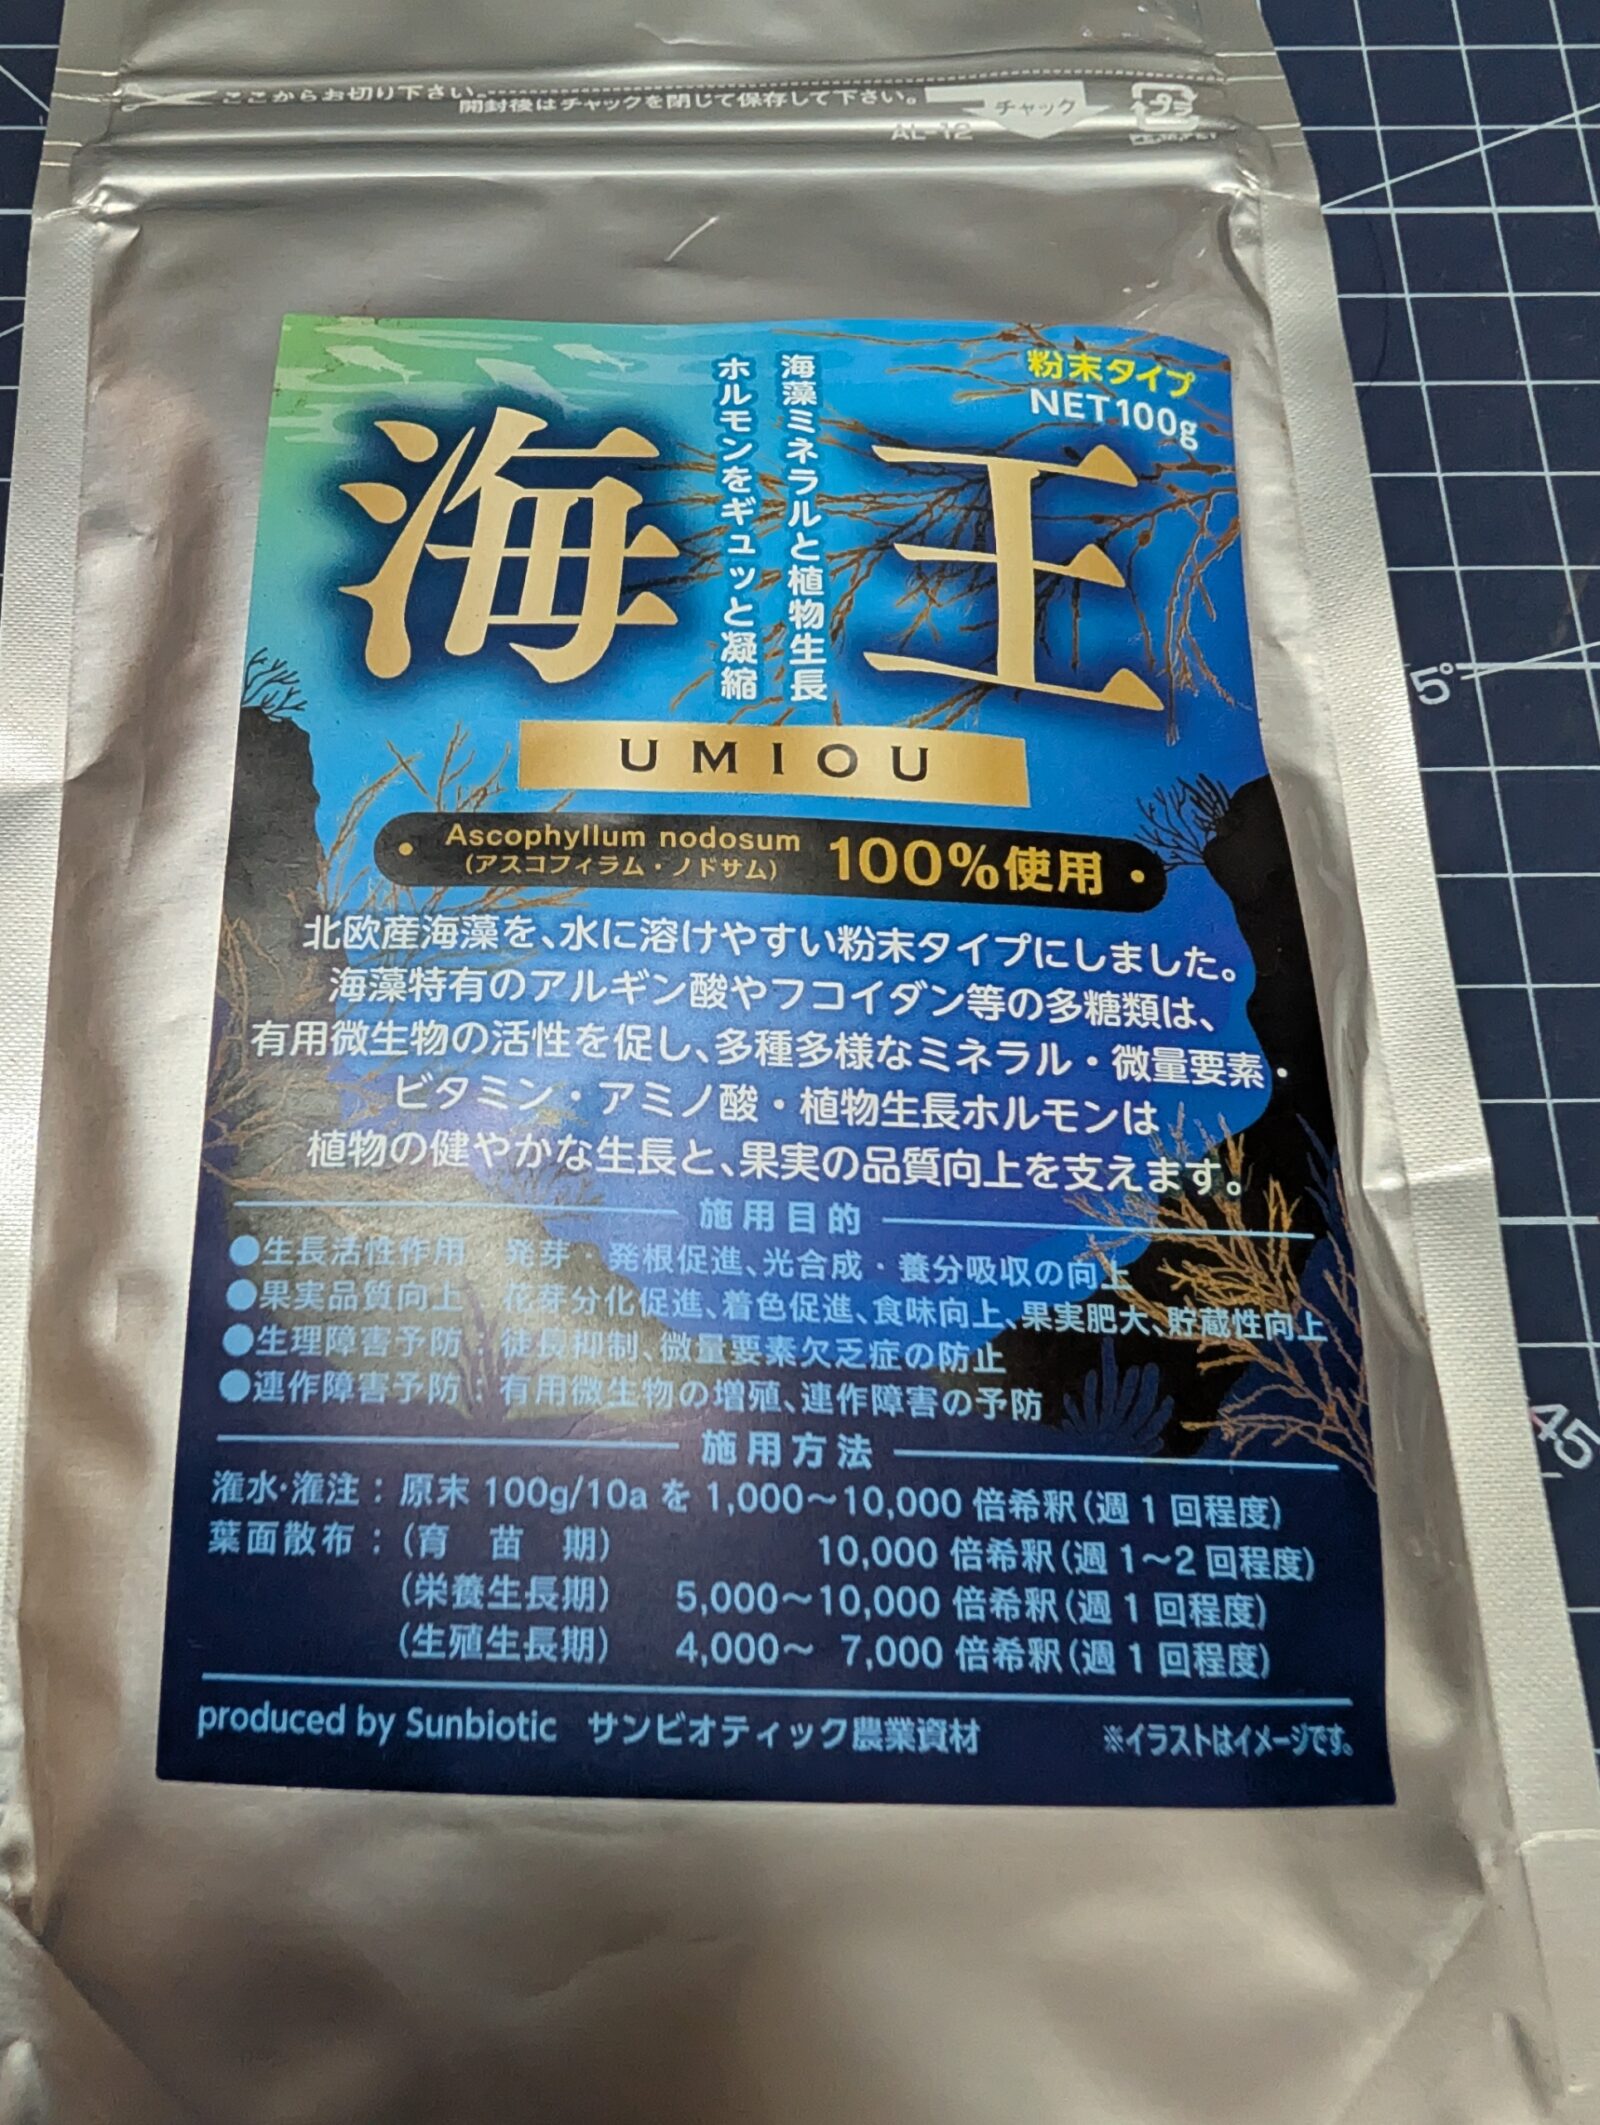 ここからお切り下さい。
開封後はチャックを閉じて保存して下さい。
チャック
プラ
AL-12
粉末タイプ
NET100g
海王
海藻ミネラルと植物生長
ホルモンをギュッと凝縮
UMIOU
Ascophyllum nodosum
(アスコフィラム・ノドサム)
100%使用
北欧産海藻を、水に溶けやすい粉末タイプにしました。
海藻特有のアルギン酸やフコイダン等の多糖類は、
有用微生物の活性を促し、多種多様なミネラル・微量要素・
ビタミン・アミノ酸・植物生長ホルモンは
植物の健やかな生長と、果実の品質向上を支えます。
施用目的
●生長活性作用 発芽 発根促進、光合成・養分吸収の向上
●果実品質向上 花芽分化促進、着色促進、食味向上、果実肥大、貯蔵性向上
●生理障害予防：徒長抑制、微量要素欠乏症の防止
●連作障害予防：有用微生物の増殖、連作障害の予防
施用方法
潅水・潅注：原末 100g/10a を 1,000～10,000 倍希釈(週 1 回程度)
葉面散布：(育苗期) 10,000 倍希釈(週 1～2 回程度)
(栄養生長期) 5,000～10,000 倍希釈(週 1 回程度)
(生殖生長期) 4,000～ 7,000 倍希釈(週 1 回程度)
produced by Sunbiotic サンビオティック農業資材
※イラストはイメージです。
5°
45